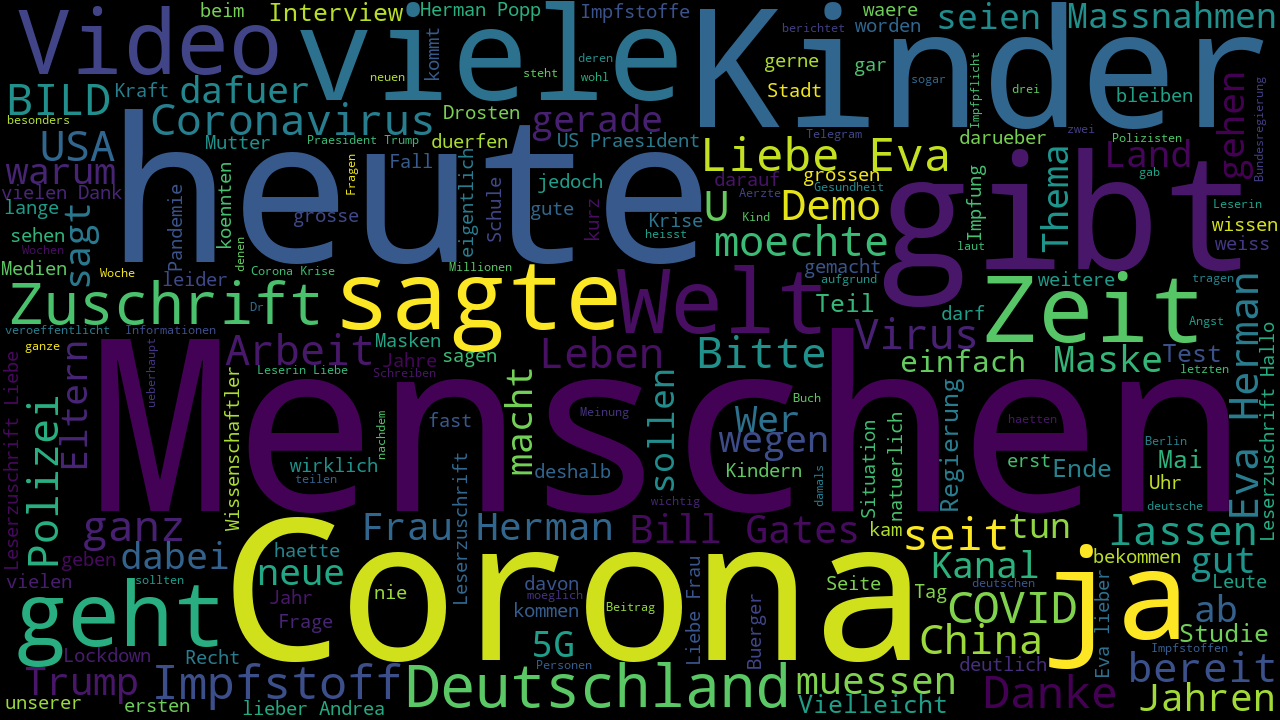 beim
Interview
Herman Popp
Impfstoffe
waere
seien
Massnahmen
Video
viele
Kinder
berichtet
worden
kommt
neuen
steht
deren
wohl
gerne
gar
sogar
Impfpflicht
drei
bleiben
BILD
Kraft
dafuer
Stadt
besonders
Coronavirus
Drosten
gerade
Telegram
zwei
Polizisten
gehen
Bundesregierung
USA
Mutter
Praesident Trump
duerfen
US Praesident
darueber
heute
Liebe Eva
Land
warum
Fragen
Fall
eigentlich
Schule
jedoch
darauf
grossen
Gesundheit
Impfung
Thema
gab
vielen Dank
Pandemie
koennten
Aerzte
Demo
gibt
Leserin
lange
grosse
gute
kurz
Krise
U
Kind
wissen
sehen
sagt
denen
heisst
moechte
laut
weiss
Wochen
Medien
Woche
leider
Corona Krise
Millionen
gemacht
aufgrund
weitere
tragen
Zuschrift
Dr
sagte
Welt
Teil
darf
Zeit
Angst
veroeffentlicht
Informationen
Masken
Virus
ganze
ueberhaupt
Arbeit
Jahre
sagen
Leben
Bitte
einfach
Maske
Test
letzten
Eva Herman
Leserzuschrift Hallo
Leserzuschrift Liebe
Eltern
Leserin Liebe
Schreiben
Wissenschaftler
macht
sollen
Menschen
Buch
Regierung
Polizei
nachdem
fast
Meinung
Wer
wegen
haetten
Situation
natuerlich
Berlin
wirklich
teilen
deshalb
Kindern
erst
Ende
Mai
Uhr
wichtig
damals
deutsche
ganz
Leserzuschrift
Frau Herman
Bill Gates
kam
seit
tun
lassen
geben
dabei
haette
bekommen
vielen
sollten
neue
Corona
davon
moeglich
Liebe Frau
Buerger
Seite
Kanal
deutschen
ja
Eva lieber
gut
Leute
geht
Jahr
nie
kommen
Beitrag
Tag
COVID
ab
Frage
5G
China
Studie
Lockdown
Recht
Personen
deutlich
Impfstoffen
Trump
Impfstoff
Deutschland
muessen
Danke
bereit
unserer
ersten
lieber Andrea
Vielleicht
Jahren